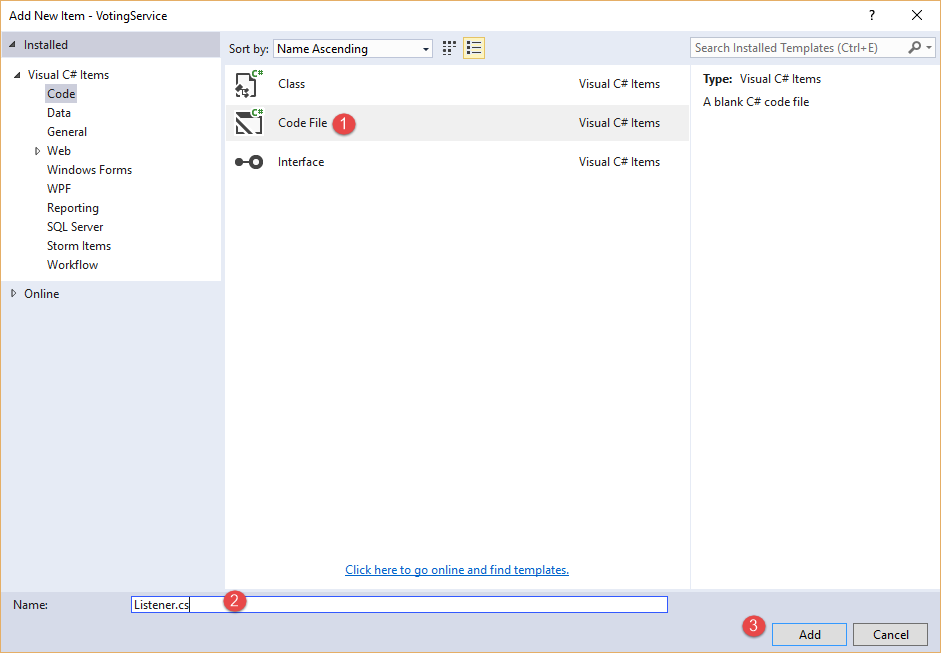 Add New Item - VotingService
?
Installed
Sort by: Name Ascending
Search Installed Templates (Ctrl+E)
Visual C# Items
Code
Data
General
Web
Windows Forms
WPF
Reporting
SQL Server
Storm Items
Workflow
Online
C# Class Visual C# Items
C# Code File 1 Visual C# Items
Interface Visual C# Items
Type: Visual C# Items
A blank C# code file
Click here to go online and find templates.
Name: Listener.cs 2
3 Add Cancel